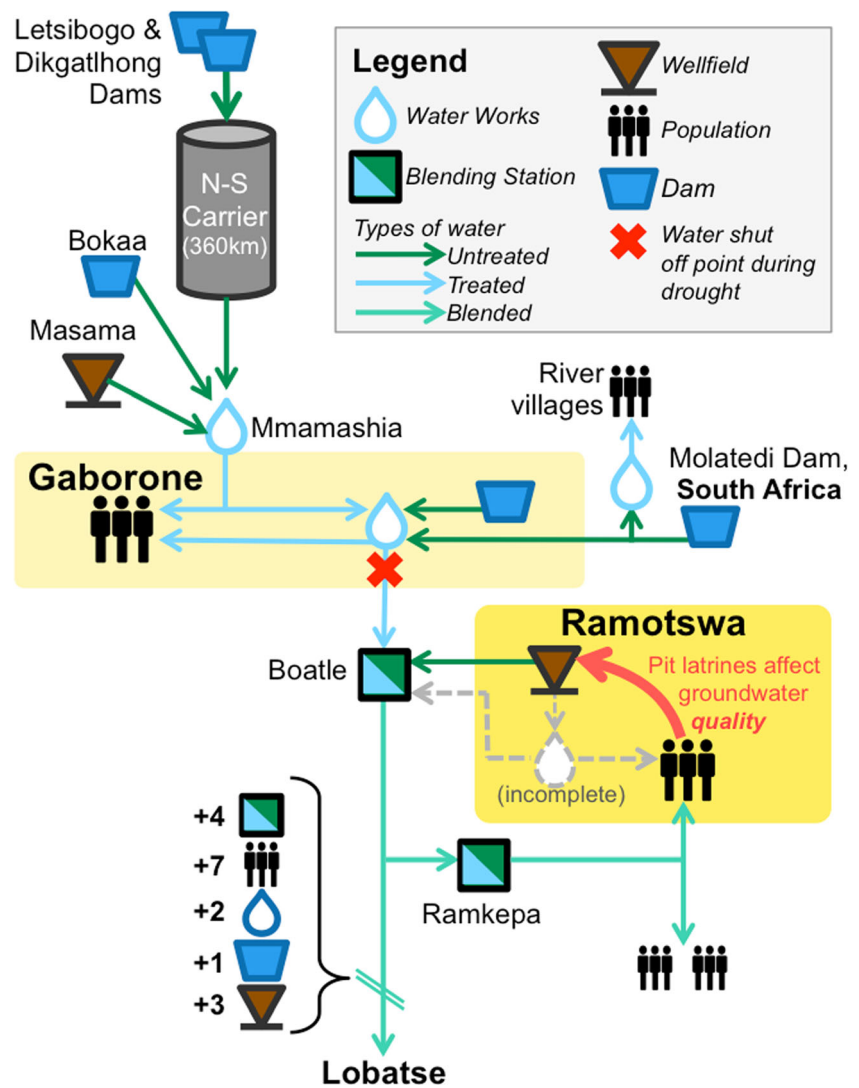 Letsibogo &
Dikgatlhong
Dams
N-S
Carrier
(360km)
Bokaa
Masama
Mmamashia
Legend
Water Works
Blending Station
Types of water
Untreated
Treated
Blended
Wellfield
Population
Dam
Water shut
off point during
drought
River
villages
Molatedi Dam,
South Africa
Gaborone
Boatle
Ramotswa
Pit latrines affect
groundwater
quality
(incomplete)
+4
+7
+2
+1
+3
Ramkepa
Lobatse